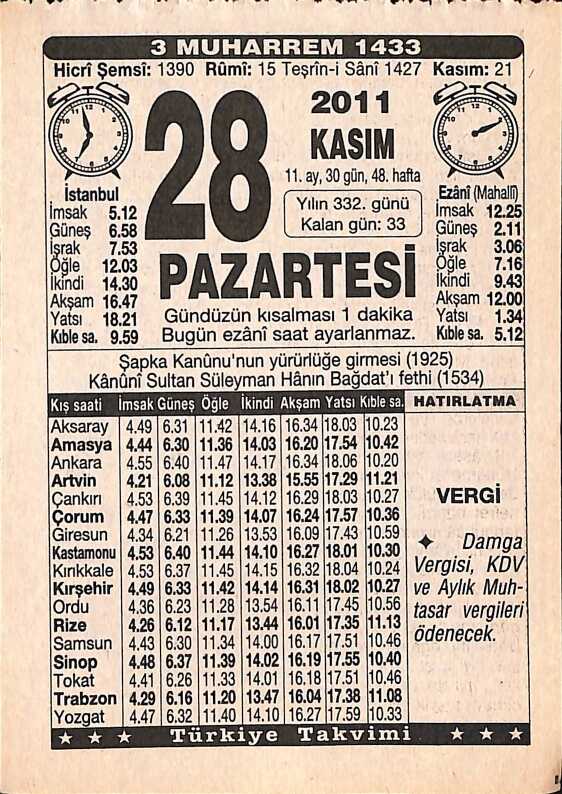 3 MUHARREM 1433
Hicrî Şemsî: 1390 Rûmî: 15 Teşrîn-i Sânî 1427 Kasım: 21
28
2011
KASIM
11. ay, 30 gün, 48. hafta
Yılın 332. günü
Kalan gün: 33
PAZARTESİ
Gündüzün kısalması 1 dakika
Bugün ezânî saat ayarlanmaz.
İstanbul
İmsak 5.12
Güneş 6.58
İşrak 7.53
Öğle 12.03
İkindi 14.30
Akşam 16.47
Yatsı 18.21
Kıble sa. 9.59
Ezânî (Mahallî)
İmsak 12.25
Güneş 2.11
İşrak 3.06
Öğle 7.16
İkindi 9.43
Akşam 12.00
Yatsı 1.34
Kıble sa. 5.12
Şapka Kanûnu'nun yürürlüğe girmesi (1925)
Kânûnî Sultan Süleyman Hânın Bağdat'ı fethi (1534)
Kış saati İmsak Güneş Öğle İkindi Akşam Yatsı Kıble sa.
Aksaray 4.49 6.31 11.42 14.16 16.34 18.03 10.23
Amasya 4.44 6.30 11.36 14.03 16.20 17.54 10.42
Ankara 4.55 6.40 11.47 14.17 16.34 18.06 10.20
Artvin 4.21 6.08 11.12 13.38 15.55 17.29 11.21
Çankırı 4.53 6.39 11.45 14.12 16.29 18.03 10.27
Çorum 4.47 6.33 11.39 14.07 16.24 17.57 10.36
Giresun 4.34 6.21 11.26 13.53 16.09 17.43 10.59
Kastamonu 4.53 6.40 11.44 14.10 16.27 18.01 10.30
Kırıkkale 4.53 6.37 11.45 14.15 16.32 18.04 10.24
Kırşehir 4.49 6.33 11.42 14.14 16.31 18.02 10.27
Ordu 4.36 6.23 11.28 13.54 16.11 17.45 10.56
Rize 4.26 6.12 11.17 13.44 16.01 17.35 11.13
Samsun 4.43 6.30 11.34 14.00 16.17 17.51 10.46
Sinop 4.48 6.37 11.39 14.02 16.19 17.55 10.40
Tokat 4.41 6.26 11.33 14.01 16.18 17.51 10.46
Trabzon 4.29 6.16 11.20 13.47 16.04 17.38 11.08
Yozgat 4.47 6.32 11.40 14.10 16.27 17.59 10.33
HATIRLATMA
VERGİ
✦ Damga
Vergisi, KDV
ve Aylık Muh-
tasar vergileri
ödenecek.
★ ★ ★ Türkiye Takvimi ★ ★ ★